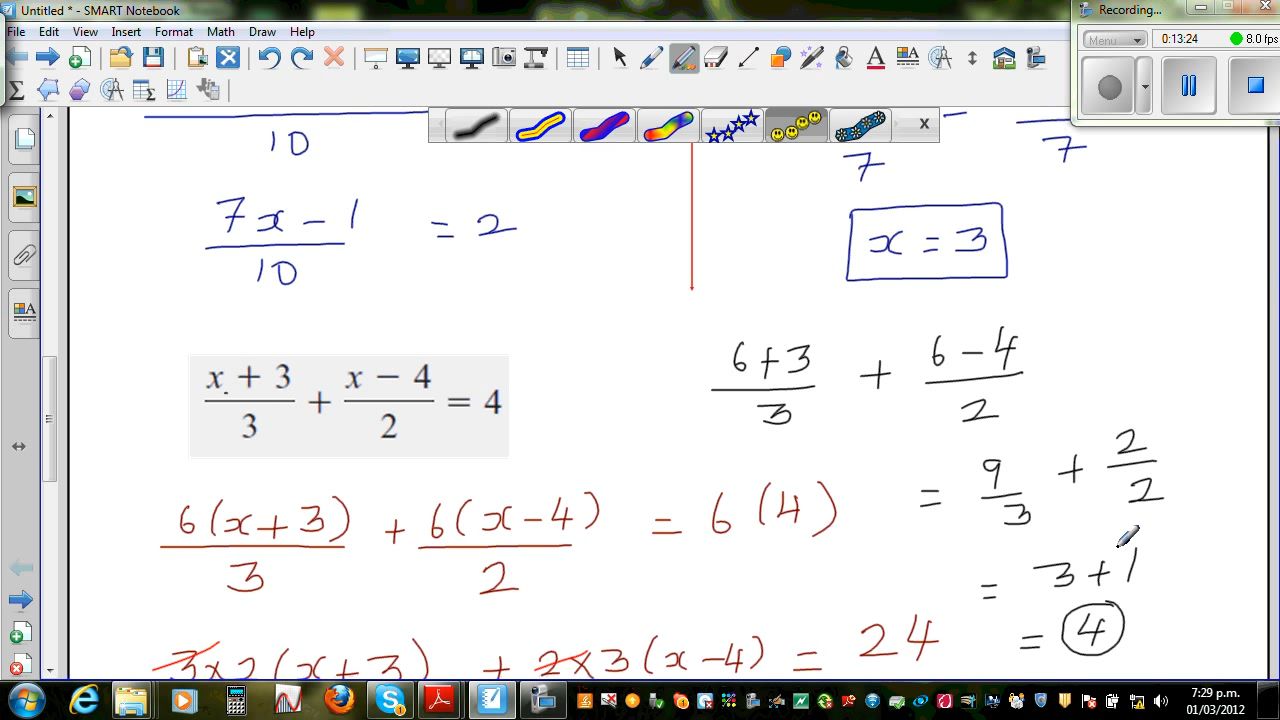 Untitled * - SMART Notebook
Recording...
File Edit View Insert Format Math Draw Help
Menu
0:13:24
8.0 fps
x
10
7
7
7x - 1 / 10 = 2
x = 3
x + 3 / 3 + x - 4 / 2 = 4
6(x+3) / 3 + 6(x-4) / 2 = 6(4)
3×2(x+3) + 2×3(x-4) = 24
6+3 / 3 + 6-4 / 2
= 9/3 + 2/2
= 3+1
= 4
7:29 p.m.
01/03/2012